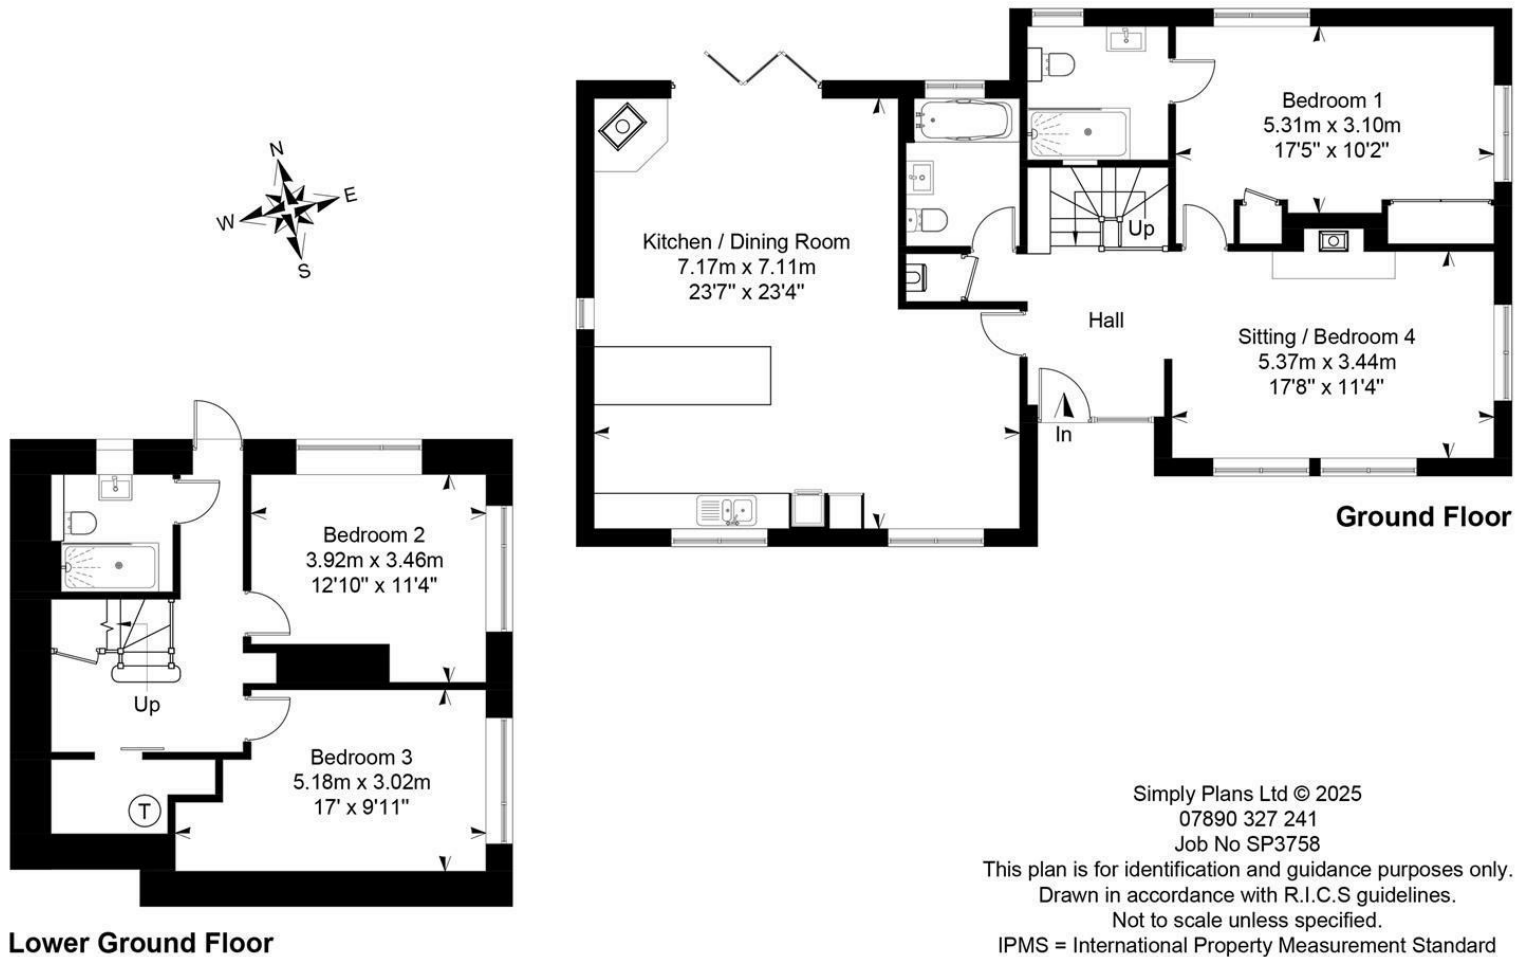 N
E
W
S
Kitchen / Dining Room
7.17m x 7.11m
23'7" x 23'4"
Bedroom 1
5.31m x 3.10m
17'5" x 10'2"
Up
Hall
Sitting / Bedroom 4
5.37m x 3.44m
17'8" x 11'4"
In
Ground Floor
Bedroom 2
3.92m x 3.46m
12'10" x 11'4"
Up
Bedroom 3
5.18m x 3.02m
17' x 9'11"
T
Lower Ground Floor
Simply Plans Ltd © 2025
07890 327 241
Job No SP3758
This plan is for identification and guidance purposes only.
Drawn in accordance with R.I.C.S guidelines.
Not to scale unless specified.
IPMS = International Property Measurement Standard